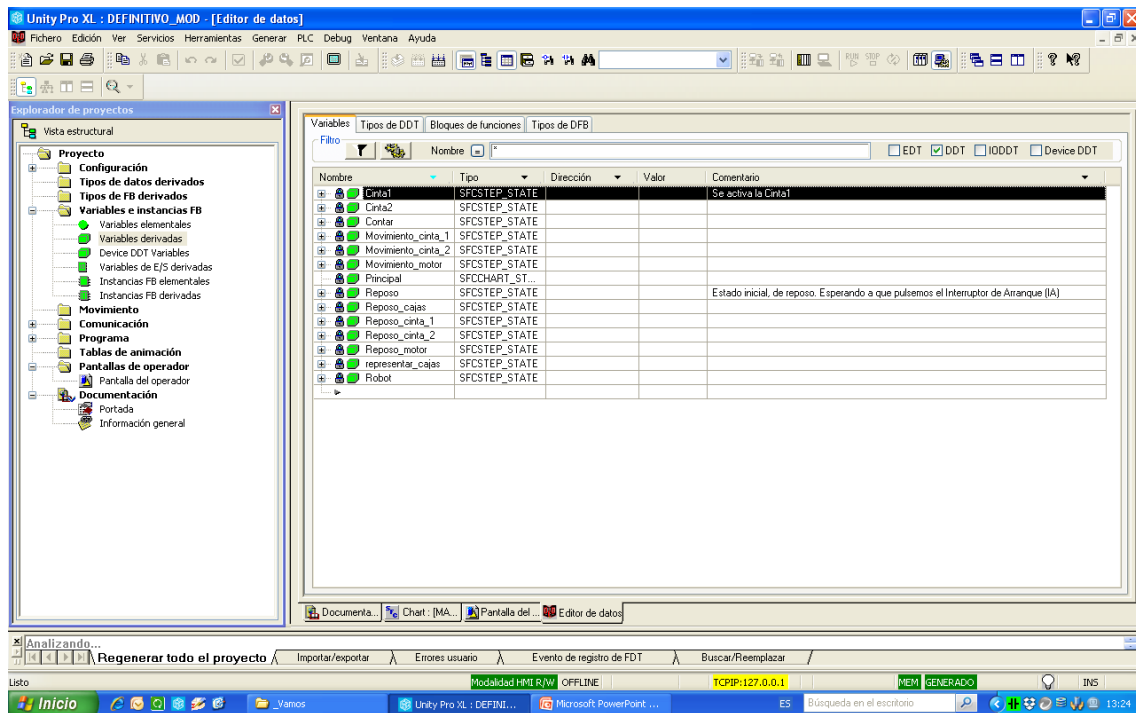 Unity Pro XL : DEFINITIVO_MOD - [Editor de datos]
Fichero Edición Ver Servicios Herramientas Generar PLC Debug Ventana Ayuda
RUN STOP
Explorador de proyectos
Vista estructural
Proyecto
Configuración
Tipos de datos derivados
Tipos de FB derivados
Variables e instancias FB
Variables elementales
Variables derivadas
Device DDT Variables
Variables de E/S derivadas
Instancias FB elementales
Instancias FB derivadas
Movimiento
Comunicación
Programa
Tablas de animación
Pantallas de operador
Pantalla del operador
Documentación
Portada
Información general
Variables Tipos de DDT Bloques de funciones Tipos de DFB
Filtro
Nombre = * EDT DDT IODDT Device DDT
Nombre Tipo Dirección Valor Comentario
Cinta1 SFCSTEP_STATE Se activa la Cinta1
Cinta2 SFCSTEP_STATE
Contar SFCSTEP_STATE
Movimiento_cinta_1 SFCSTEP_STATE
Movimiento_cinta_2 SFCSTEP_STATE
Movimiento_motor SFCSTEP_STATE
Principal SFCCHART_ST...
Reposo SFCSTEP_STATE Estado inicial, de reposo. Esperando a que pulsemos el Interruptor de Arranque (IA)
Reposo_cajas SFCSTEP_STATE
Reposo_cinta_1 SFCSTEP_STATE
Reposo_cinta_2 SFCSTEP_STATE
Reposo_motor SFCSTEP_STATE
representar_cajas SFCSTEP_STATE
Robot SFCSTEP_STATE
Documenta... Chart : [MA... Pantalla del ... Editor de datos
Analizando...
Regenerar todo el proyecto Importar/exportar Errores usuario Evento de registro de FDT Buscar/Reemplazar
Listo Modalidad HMI R/W OFFLINE TCPIP:127.0.0.1 MEM GENERADO INS
Inicio _Vamos Unity Pro XL : DEFINI... Microsoft PowerPoint ... ES Búsqueda en el escritorio 13:24